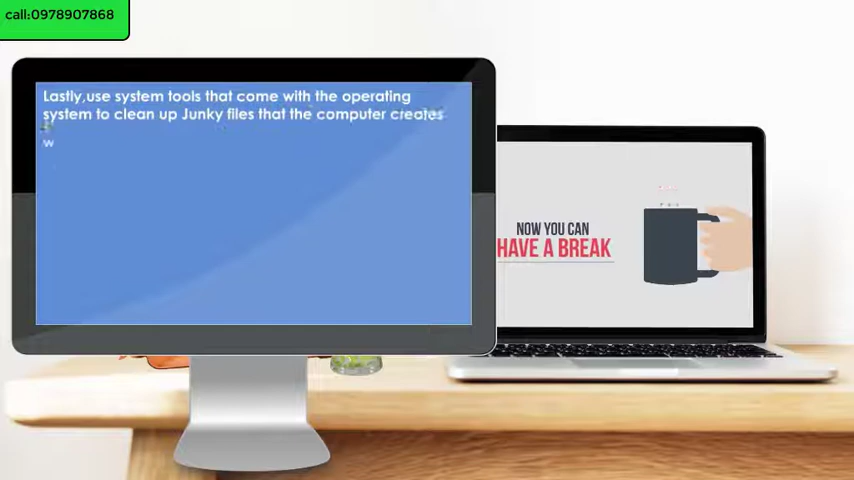 call:0978907868
Lastly,use system tools that come with the operating
system to clean up Junky files that the computer creates
w
NOW YOU CAN
HAVE A BREAK